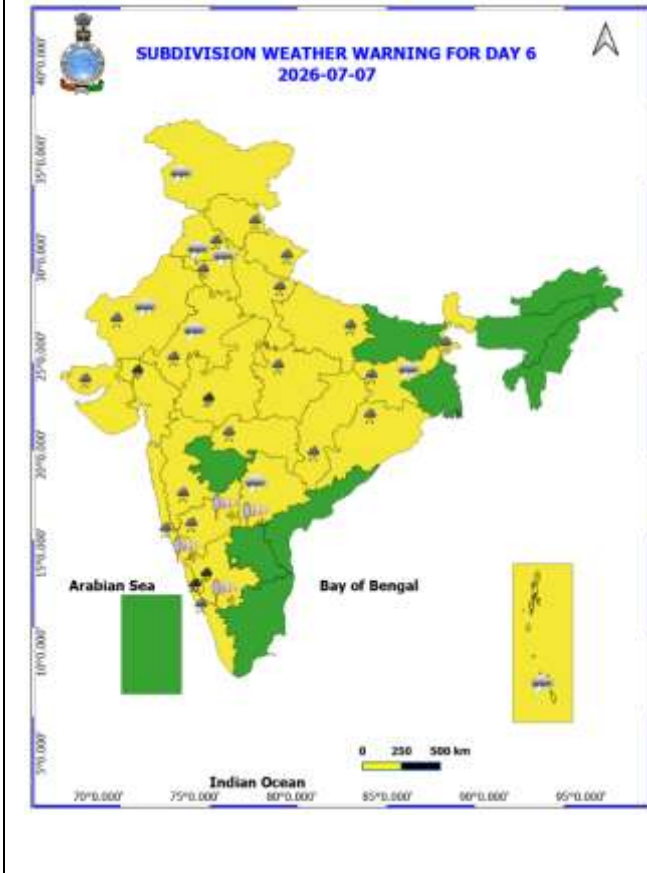 SUBDIVISION WEATHER WARNING FOR DAY 6
2026-07-07
40°0.000'
35°0.000'
30°0.000'
25°0.000'
20°0.000'
15°0.000'
10°0.000'
5°0.000'
Arabian Sea
Bay of Bengal
0 250 500 km
Indian Ocean
70°0.000' 75°0.000' 80°0.000' 85°0.000' 90°0.000' 95°0.000'